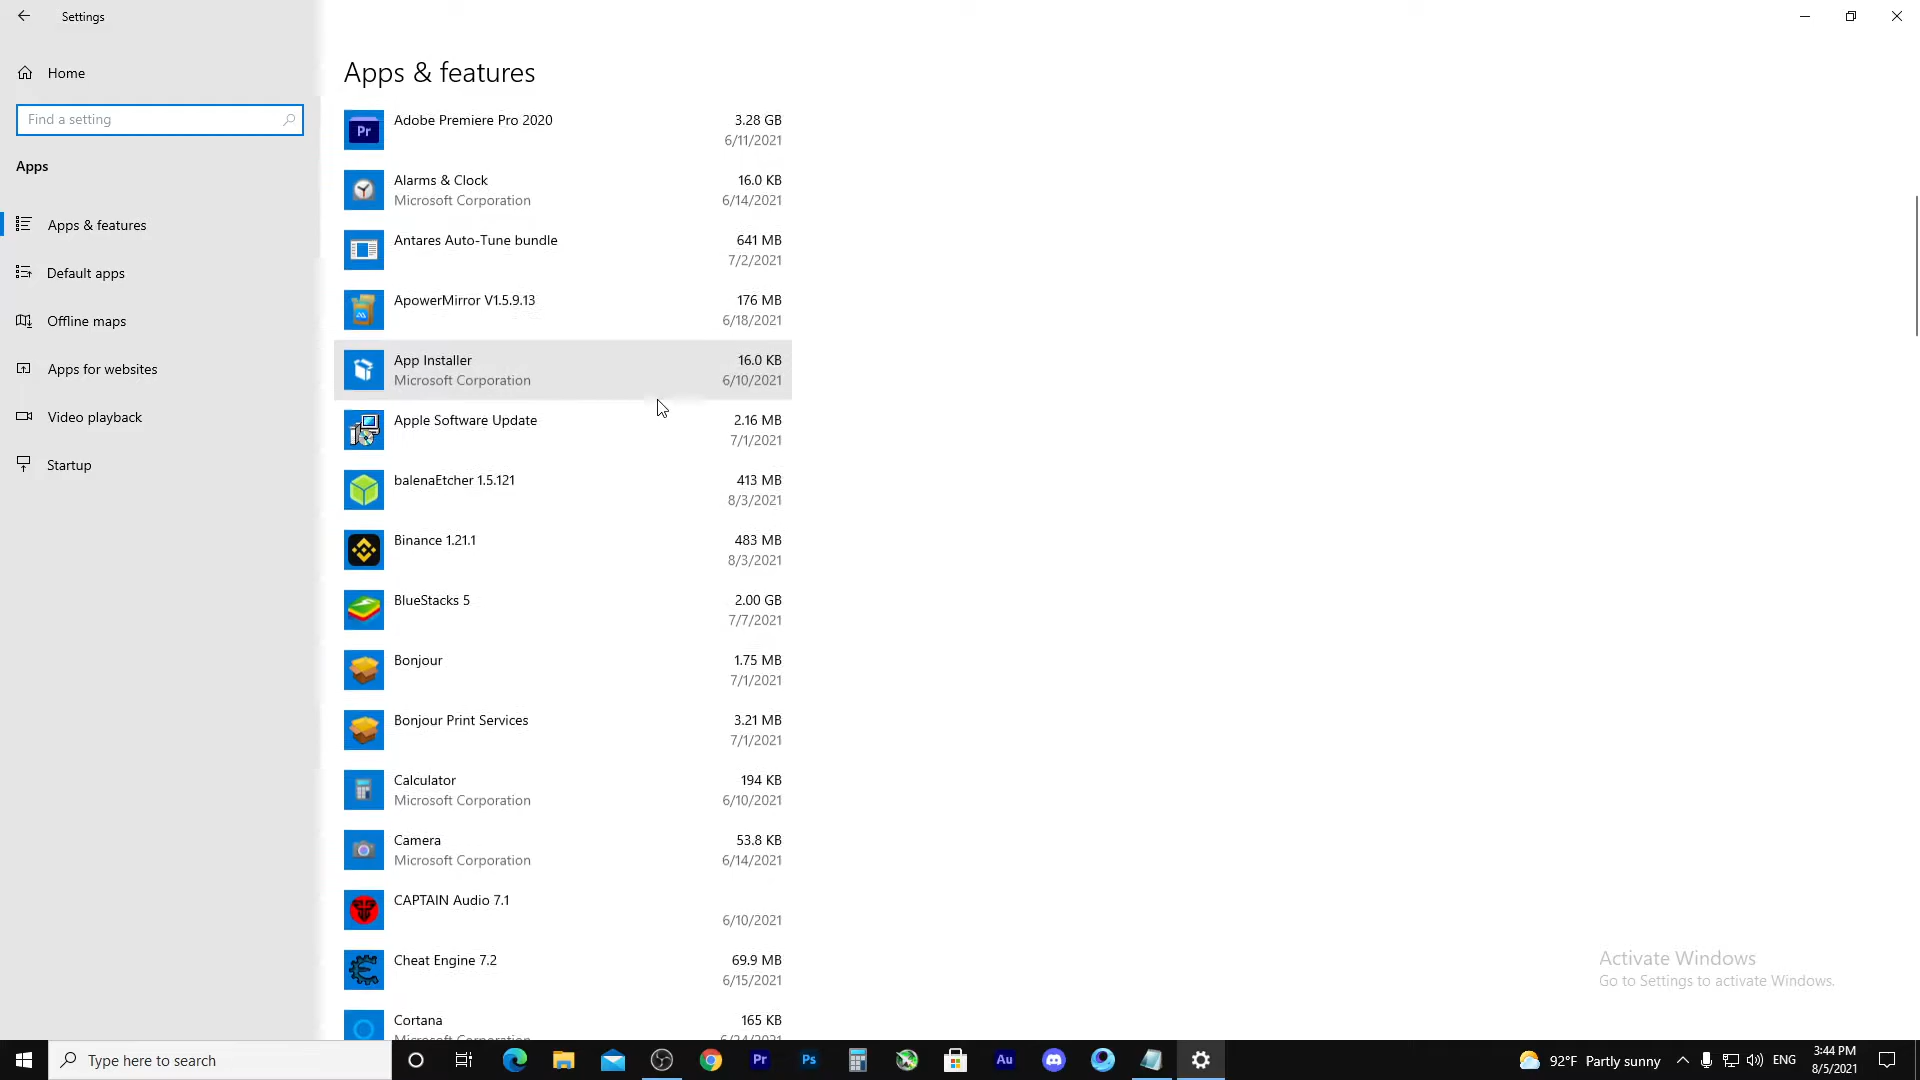 Settings
Home
Find a setting
Apps
Apps & features
Default apps
Offline maps
Apps for websites
Video playback
Startup
Apps & features
Pr
Adobe Premiere Pro 2020
3.28 GB
6/11/2021
Alarms & Clock
16.0 KB
Microsoft Corporation
6/14/2021
Antares Auto-Tune bundle
641 MB
7/2/2021
ApowerMirror V1.5.9.13
176 MB
6/18/2021
App Installer
16.0 KB
Microsoft Corporation
6/10/2021
Apple Software Update
2.16 MB
7/1/2021
balenaEtcher 1.5.121
413 MB
8/3/2021
Binance 1.21.1
483 MB
8/3/2021
BlueStacks 5
2.00 GB
7/7/2021
Bonjour
1.75 MB
7/1/2021
Bonjour Print Services
3.21 MB
7/1/2021
Calculator
194 KB
Microsoft Corporation
6/10/2021
Camera
53.8 KB
Microsoft Corporation
6/14/2021
CAPTAIN Audio 7.1
6/10/2021
Cheat Engine 7.2
69.9 MB
6/15/2021
Cortana
165 KB
Microsoft Corporation
6/24/2021
Activate Windows
Go to Settings to activate Windows.
Type here to search
Pr
Ps
Au
92°F Partly sunny
ENG
3:44 PM
8/5/2021